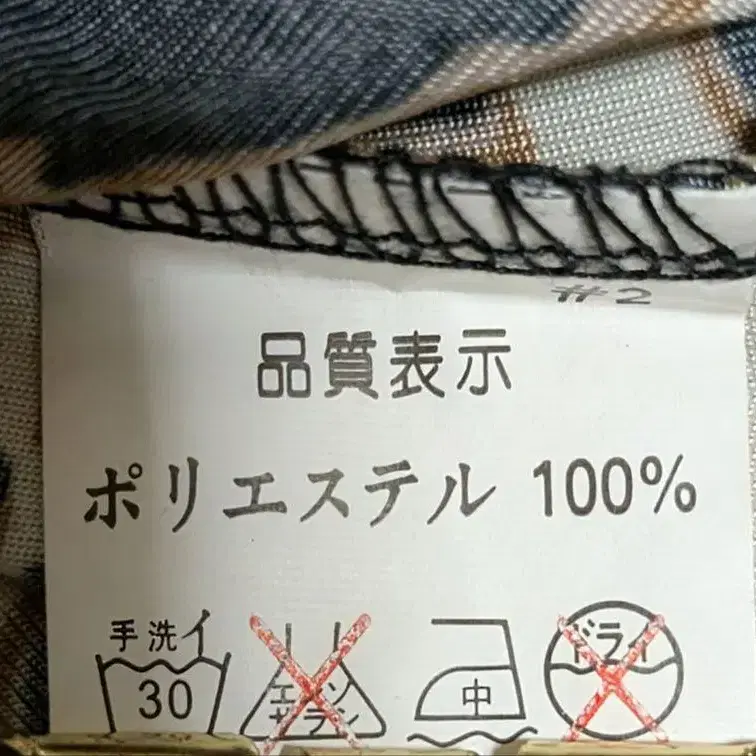 #2
品質表示
ポリエステル 100%
手洗イ
30
エンソ
サラシ
中
ドライ